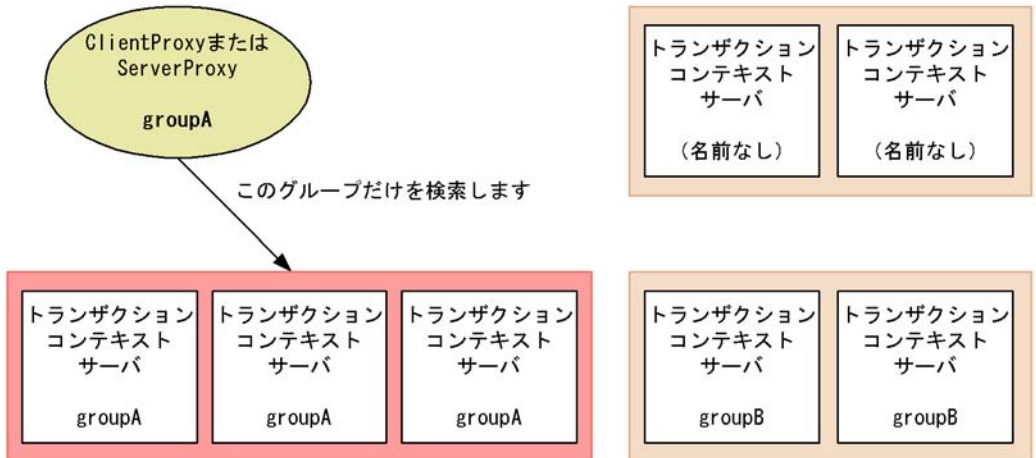 ClientProxyまたは
ServerProxy
groupA
このグループだけを検索します
トランザクション
コンテキスト
サーバ
(名前なし)
トランザクション
コンテキスト
サーバ
(名前なし)
トランザクション
コンテキスト
サーバ
groupA
トランザクション
コンテキスト
サーバ
groupA
トランザクション
コンテキスト
サーバ
groupA
トランザクション
コンテキスト
サーバ
groupB
トランザクション
コンテキスト
サーバ
groupB